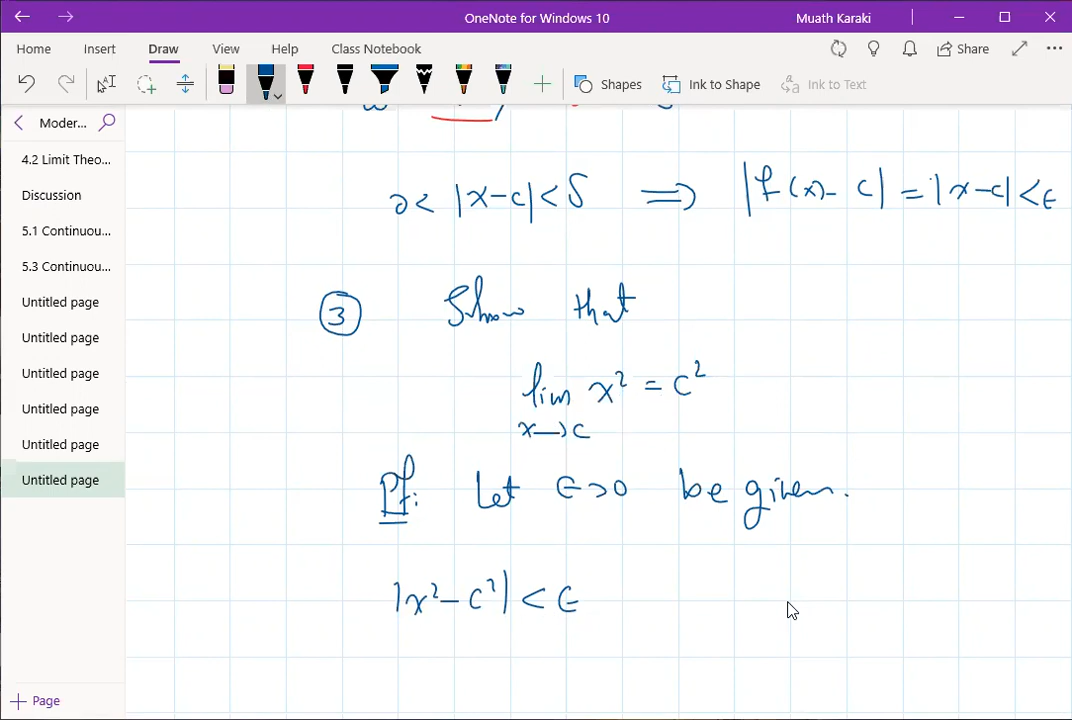 OneNote for Windows 10
Muath Karaki
Home Insert Draw View Help Class Notebook
Share
Shapes Ink to Shape Ink to Text
Moder...
4.2 Limit Theo...
Discussion
5.1 Continuou...
5.3 Continuou...
Untitled page
Untitled page
Untitled page
Untitled page
Untitled page
Untitled page
Page
0 < |x-c| < δ ⟹ |f(x) - c| = |x-c| < ϵ
③ Show that
lim x² = c²
x→c
Pf: Let ϵ>0 be given.
|x² - c²| < ϵ